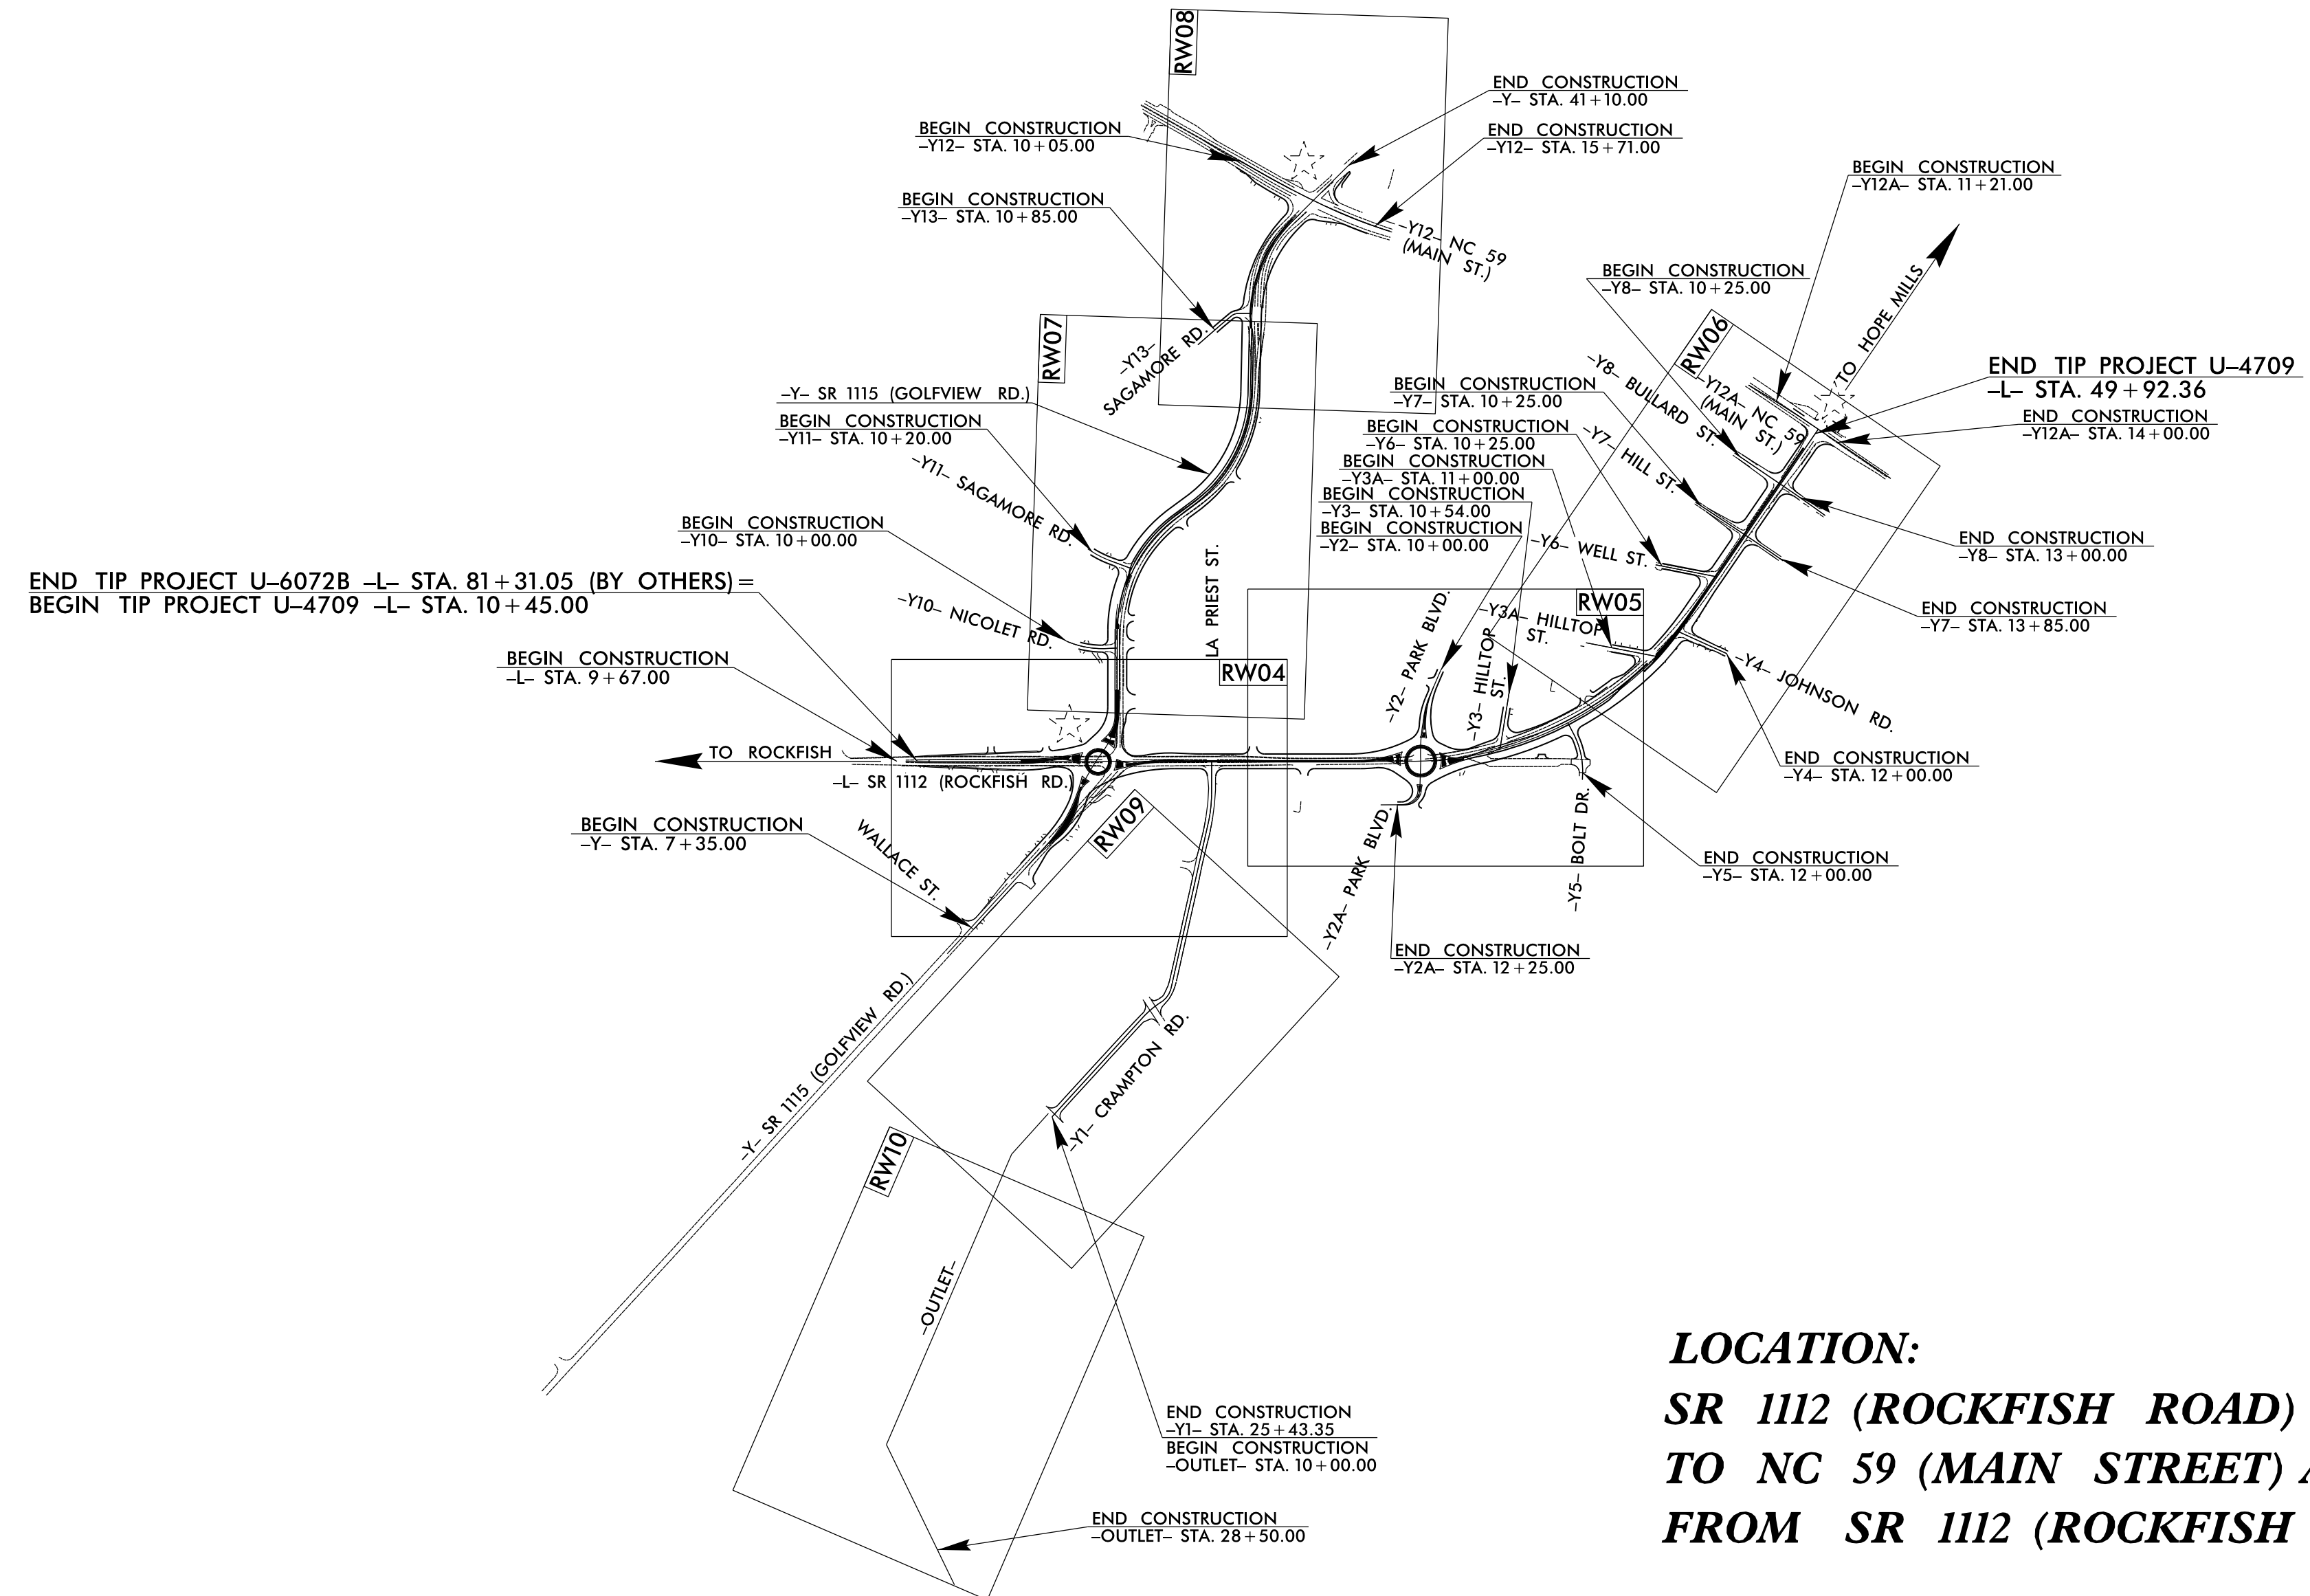 RW08
END CONSTRUCTION
–Y– STA. 41+10.00
BEGIN CONSTRUCTION
–Y12– STA. 10+05.00
END CONSTRUCTION
–Y12– STA. 15+71.00
BEGIN CONSTRUCTION
–Y12A– STA. 11+21.00
BEGIN CONSTRUCTION
–Y13– STA. 10+85.00
–Y12– NC 59
(MAIN ST.)
BEGIN CONSTRUCTION
–Y8– STA. 10+25.00
TO HOPE MILLS
RW07
RW06
–Y13–
SAGAMORE RD.
–Y8– BULLARD ST.
–Y12A– NC 59
(MAIN ST.)
END TIP PROJECT U–4709
–L– STA. 49+92.36
–Y– SR 1115 (GOLFVIEW RD.)
BEGIN CONSTRUCTION
–Y7– STA. 10+25.00
END CONSTRUCTION
–Y12A– STA. 14+00.00
BEGIN CONSTRUCTION
–Y11– STA. 10+20.00
BEGIN CONSTRUCTION
–Y6– STA. 10+25.00
–Y7– HILL ST.
BEGIN CONSTRUCTION
–Y3A– STA. 11+00.00
–Y11– SAGAMORE RD.
BEGIN CONSTRUCTION
–Y3– STA. 10+54.00
BEGIN CONSTRUCTION
–Y10– STA. 10+00.00
BEGIN CONSTRUCTION
–Y2– STA. 10+00.00
–Y6– WELL ST.
END CONSTRUCTION
–Y8– STA. 13+00.00
LA PRIEST ST.
END TIP PROJECT U–6072B –L– STA. 81+31.05 (BY OTHERS)=
BEGIN TIP PROJECT U–4709 –L– STA. 10+45.00
–Y10– NICOLET RD.
–Y2– PARK BLVD.
RW05
–Y3A– HILLTOP
ST.
END CONSTRUCTION
–Y7– STA. 13+85.00
BEGIN CONSTRUCTION
–L– STA. 9+67.00
RW04
–Y3– HILLTOP
ST.
–Y4– JOHNSON RD.
TO ROCKFISH
–L– SR 1112 (ROCKFISH RD.)
END CONSTRUCTION
–Y4– STA. 12+00.00
BEGIN CONSTRUCTION
–Y– STA. 7+35.00
WALLACE ST.
RW09
–Y2A– PARK BLVD.
–Y5– BOLT DR.
END CONSTRUCTION
–Y5– STA. 12+00.00
END CONSTRUCTION
–Y2A– STA. 12+25.00
–Y– SR 1115 (GOLFVIEW RD.)
–Y1– CRAMPTON RD.
RW10
–OUTLET–
END CONSTRUCTION
–Y1– STA. 25+43.35
BEGIN CONSTRUCTION
–OUTLET– STA. 10+00.00
END CONSTRUCTION
–OUTLET– STA. 28+50.00
LOCATION:
SR 1112 (ROCKFISH ROAD)
TO NC 59 (MAIN STREET)
FROM SR 1112 (ROCKFISH